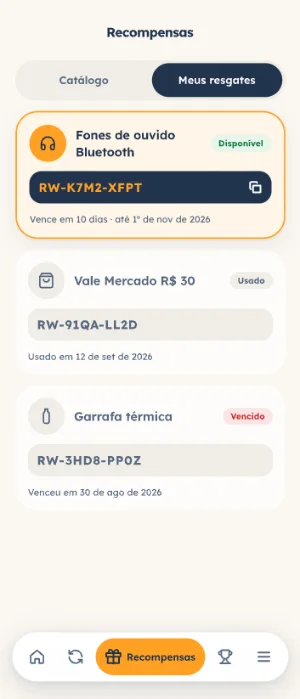 Recompensas
Catálogo
Meus resgates
Fones de ouvido
Bluetooth
Disponível
RW-K7M2-XFPT
Vence em 10 dias · até 1º de nov de 2026
Vale Mercado R$ 30
Usado
RW-91QA-LL2D
Usado em 12 de set de 2026
Garrafa térmica
Vencido
RW-3HD8-PP0Z
Venceu em 30 de ago de 2026
Recompensas